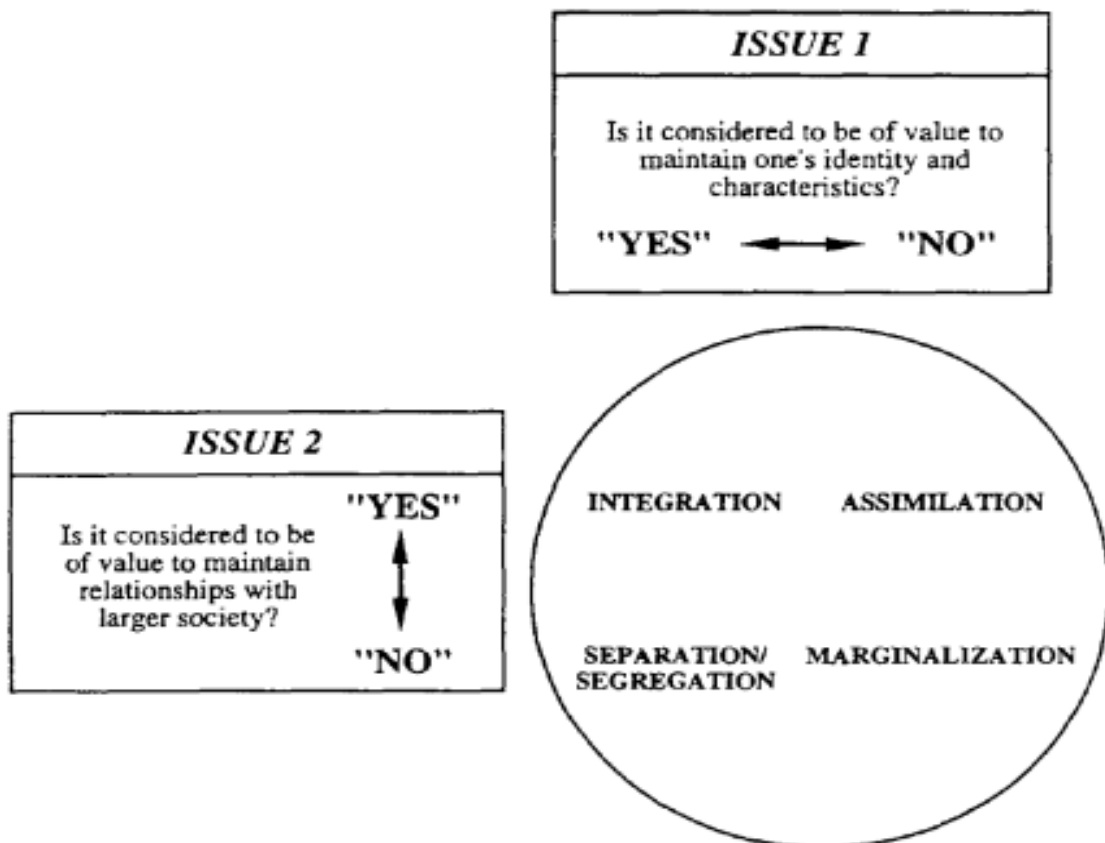 ISSUE 1
Is it considered to be of value to
maintain one's identity and
characteristics?
"YES" "NO"
ISSUE 2
"YES"
Is it considered to be
of value to maintain
relationships with
larger society?
"NO"
INTEGRATION ASSIMILATION
SEPARATION/ MARGINALIZATION
SEGREGATION